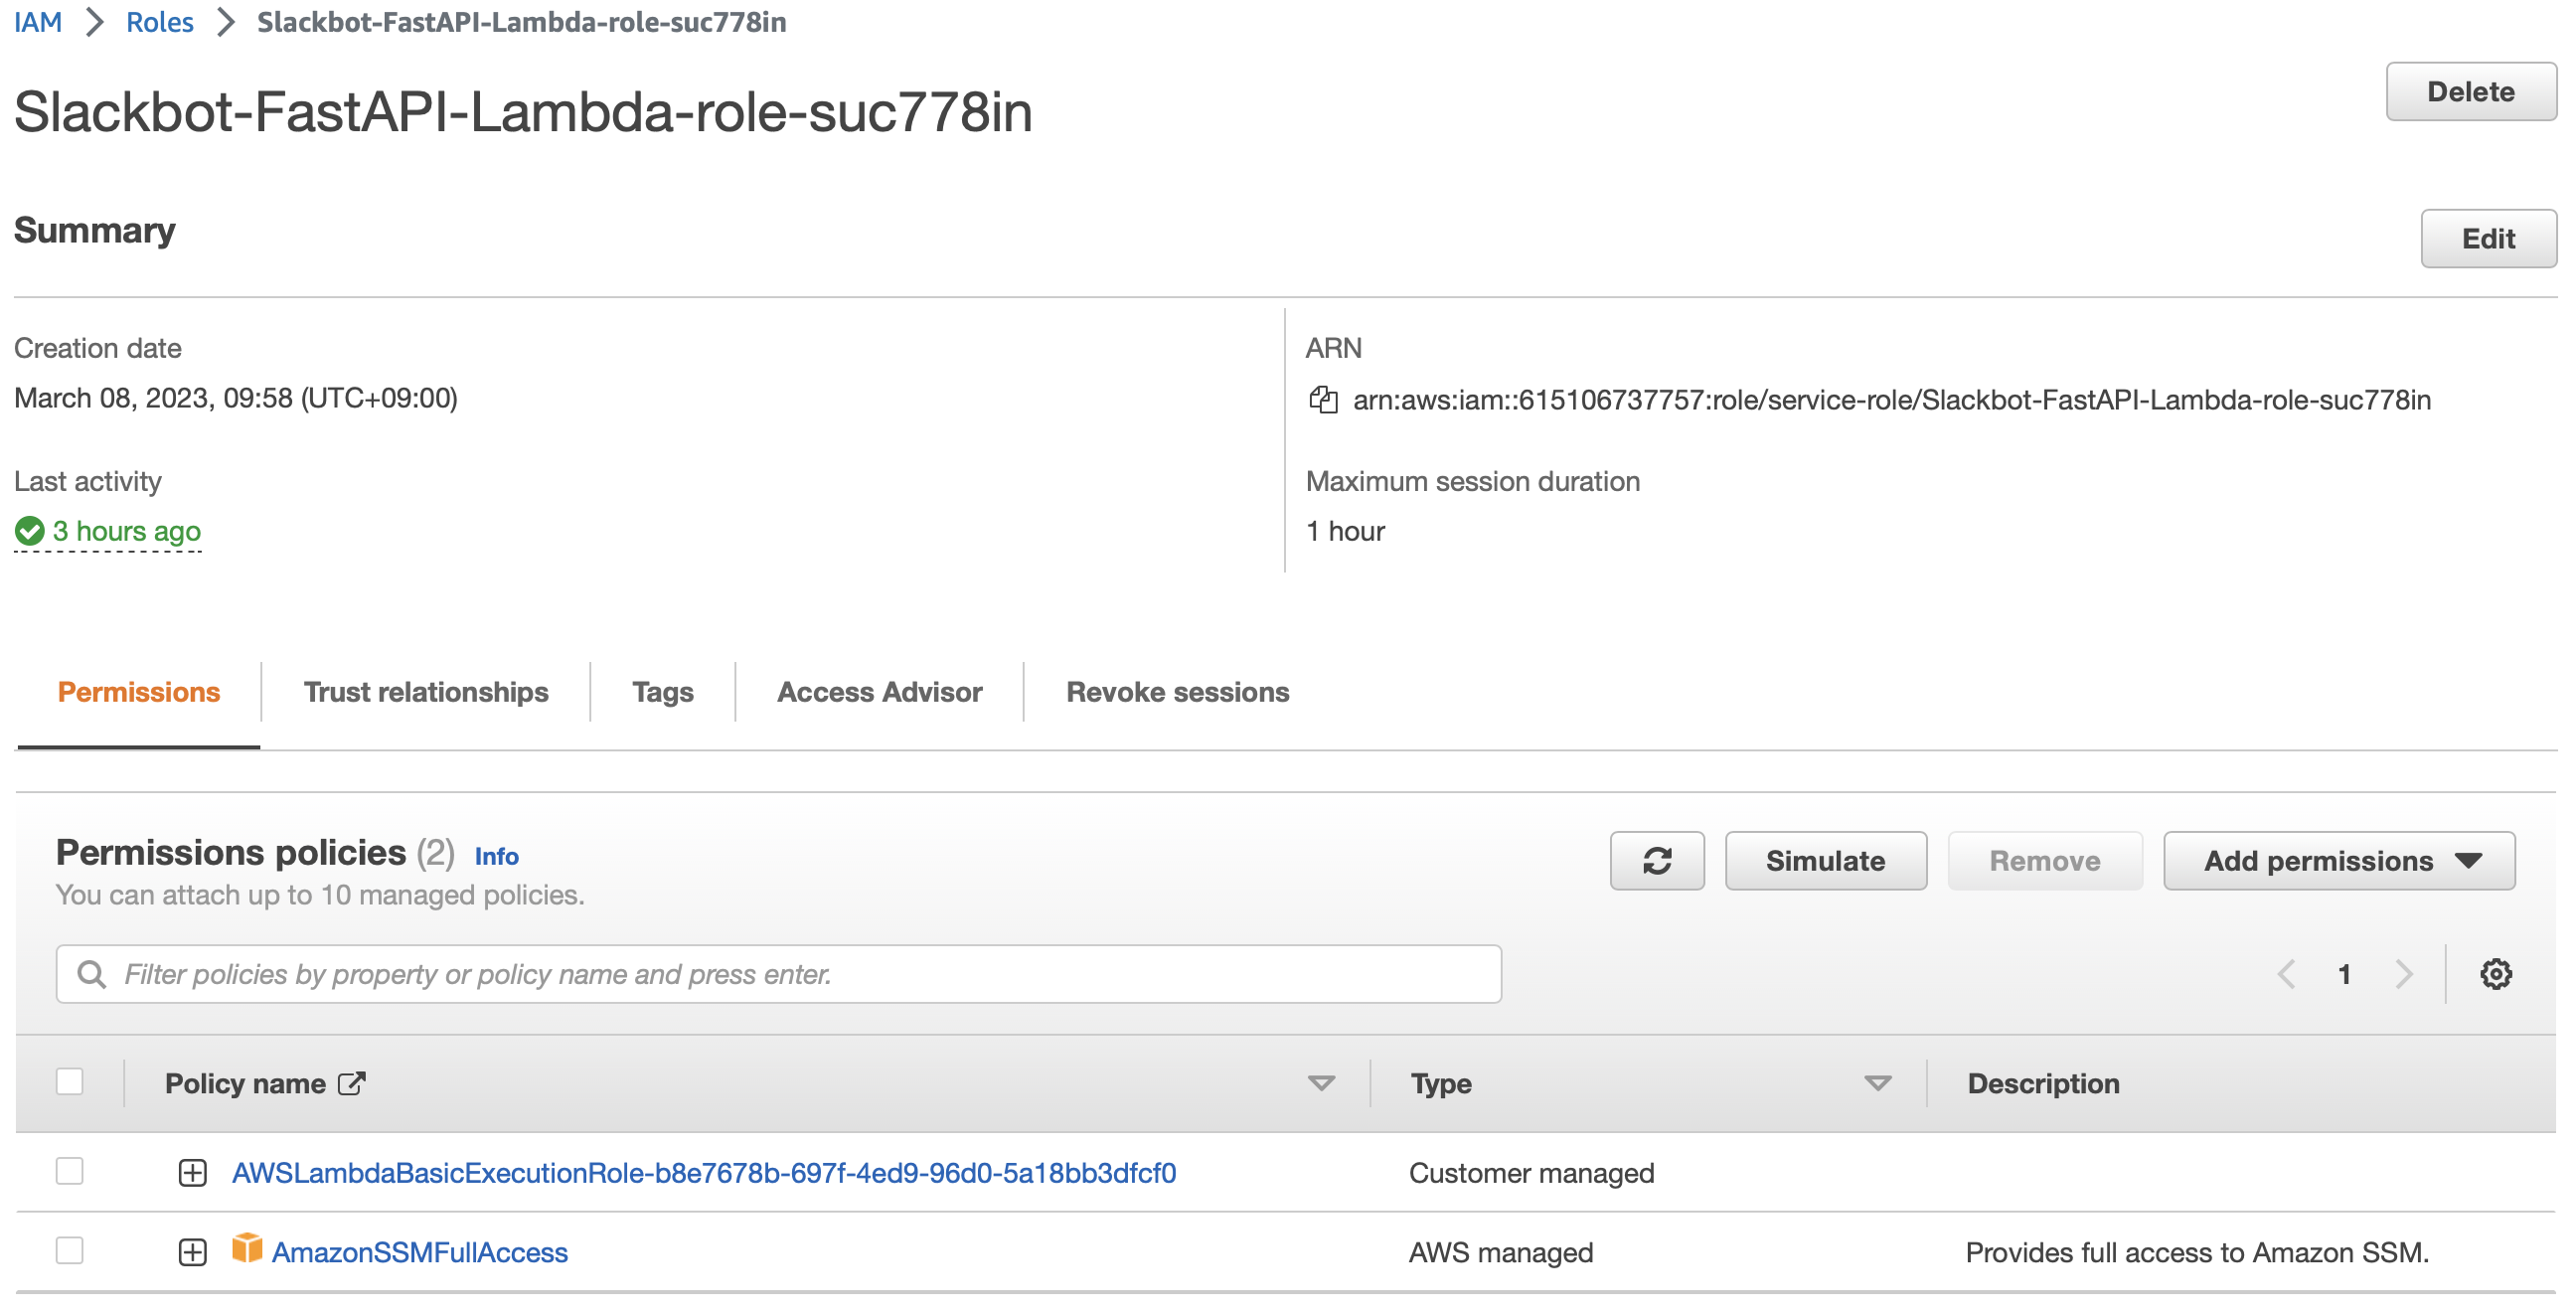 IAM > Roles > Slackbot-FastAPI-Lambda-role-suc778in
Slackbot-FastAPI-Lambda-role-suc778in
Delete
Summary
Edit
Creation date
March 08, 2023, 09:58 (UTC+09:00)
ARN
arn:aws:iam::615106737757:role/service-role/Slackbot-FastAPI-Lambda-role-suc778in
Last activity
3 hours ago
Maximum session duration
1 hour
Permissions Trust relationships Tags Access Advisor Revoke sessions
Permissions policies (2) Info
You can attach up to 10 managed policies.
Simulate Remove Add permissions
Filter policies by property or policy name and press enter.
1
Policy name Type Description
AWSLambdaBasicExecutionRole-b8e7678b-697f-4ed9-96d0-5a18bb3dfcf0 Customer managed
AmazonSSMFullAccess AWS managed Provides full access to Amazon SSM.